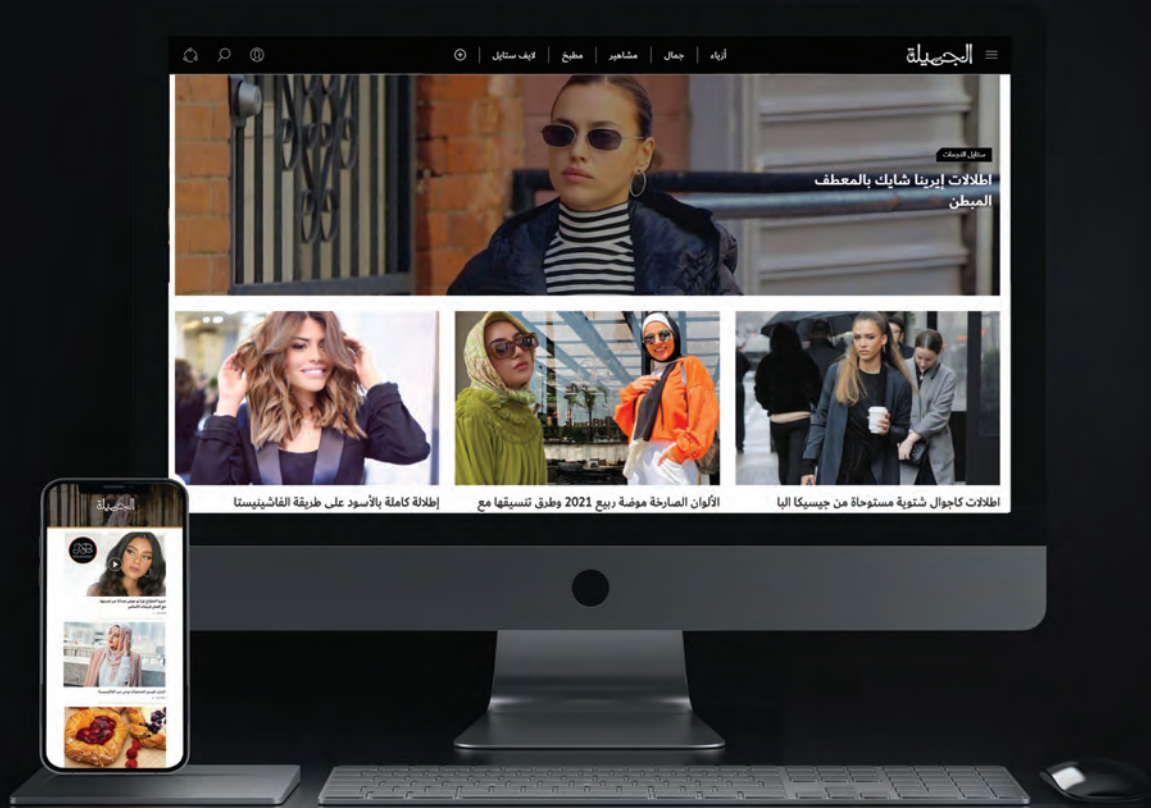 الجميلة
أزياء | جمال | مشاهير | مطبخ | لايف ستايل
ستايل النجمات
اطلالات إيرينا شايك بالمعطف
المبطن
اطلالات كاجوال شتوية مستوحاة من جيسيكا البا
الألوان الصارخة موضة ربيع 2021 وطرق تنسيقها مع
إطلالة كاملة بالأسود على طريقة الفاشينيستا
الجميلة